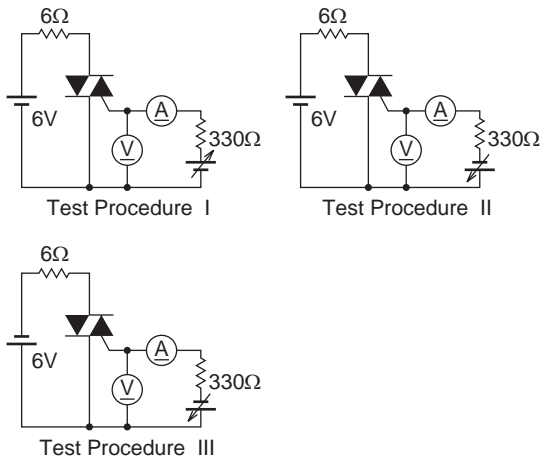 6Ω
6V
A
V
330Ω
Test Procedure I
6Ω
6V
A
V
330Ω
Test Procedure II
6Ω
6V
A
V
330Ω
Test Procedure III